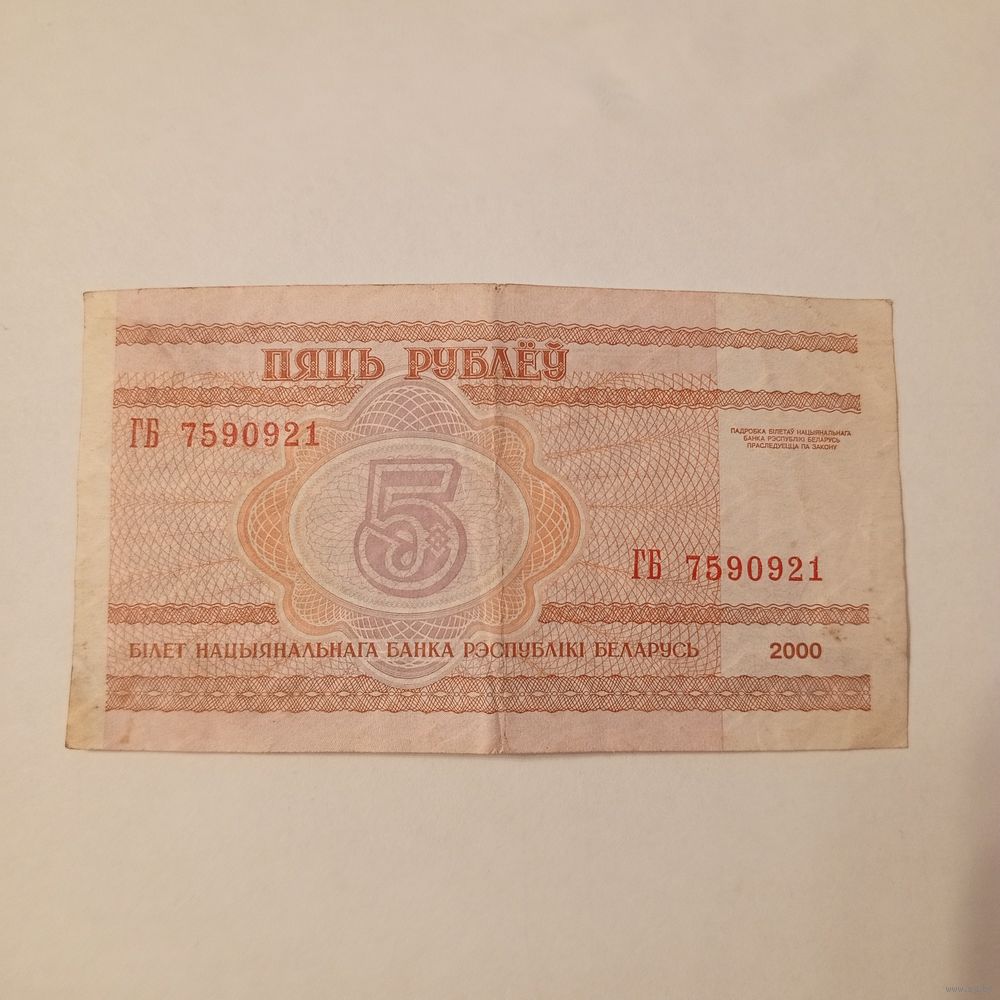 ПЯЦЬ РУБЛЁЎ
ГБ 7590921
ПАДРОБКА БІЛЕТАЎ НАЦЫЯНАЛЬНАГА
БАНКА РЭСПУБЛІКІ БЕЛАРУСЬ
ПРАСЛЕДУЕЦЦА ПА ЗАКОНУ
5
ГБ 7590921
БІЛЕТ НАЦЫЯНАЛЬНАГА БАНКА РЭСПУБЛІКІ БЕЛАРУСЬ
2000